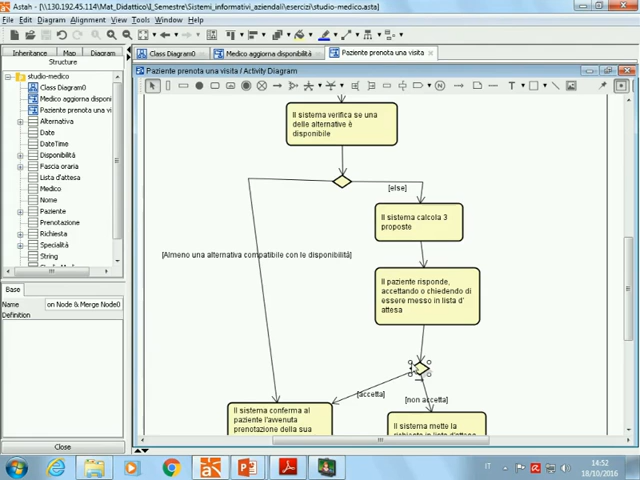 Astah - [\\130.192.45.114\Mat_Didattico\I_Semestre\Sistemi_informativi_aziendali\esercizi\studio-medico.asta]
File Edit Diagram Alignment View Tools Window Help
Inheritance Map Diagram
Structure
studio-medico
Class Diagram0
Medico aggiorna disponi
Paziente prenota una vi
Alternativa
Date
DateTime
Disponibilità
Fascia oraria
Lista d'attesa
Medico
Nome
Paziente
Prenotazione
Richiesta
Specialità
String
Base
Name on Node & Merge Node0
Definition
Close
Class Diagram0
Medico aggiorna disponibilità
Paziente prenota una visita
Paziente prenota una visita / Activity Diagram
Il sistema verifica se una
delle alternative è
disponibile
[else]
Il sistema calcola 3
proposte
[Almeno una alternativa compatibile con le disponibilità]
Il paziente risponde,
accettando o chiedendo di
essere messo in lista d'
attesa
[accetta]
[non accetta]
Il sistema conferma al
paziente l'avvenuta
prenotazione della sua
Il sistema mette la
richiesta in lista d'attesa
IT
14:52
18/10/2016